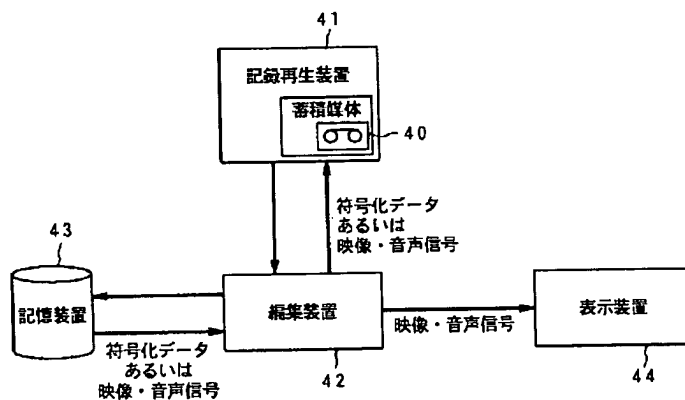 41
記録再生装置
蓄積媒体
40
符号化データ
あるいは
映像・音声信号
43
記憶装置
編集装置
映像・音声信号
表示装置
符号化データ
あるいは
映像・音声信号
42
44